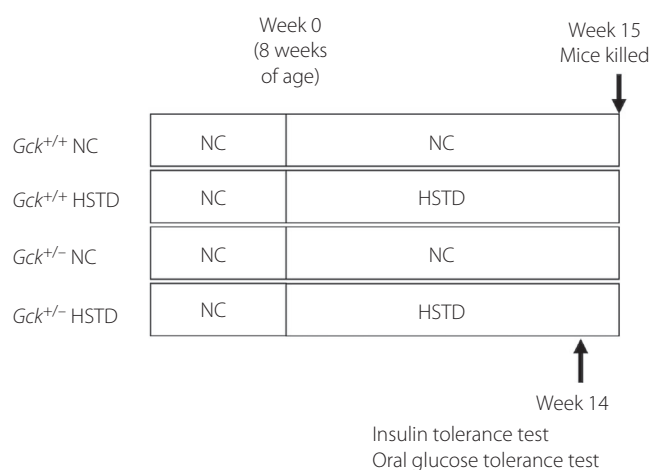 Week 0
(8 weeks
of age)
Week 15
Mice killed
Gck+/+ NC NC NC
Gck+/+ HSTD NC HSTD
Gck+/– NC NC NC
Gck+/– HSTD NC HSTD
Week 14
Insulin tolerance test
Oral glucose tolerance test